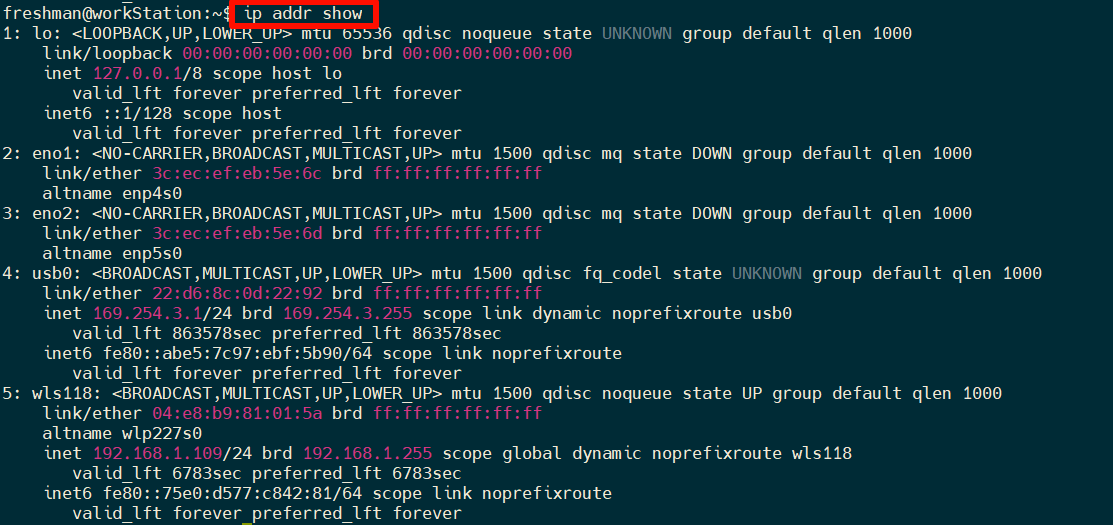 freshman@workStation:~$ ip addr show
1: lo: <LOOPBACK,UP,LOWER_UP> mtu 65536 qdisc noqueue state UNKNOWN group default qlen 1000
    link/loopback 00:00:00:00:00:00 brd 00:00:00:00:00:00
    inet 127.0.0.1/8 scope host lo
       valid_lft forever preferred_lft forever
    inet6 ::1/128 scope host
       valid_lft forever preferred_lft forever
2: eno1: <NO-CARRIER,BROADCAST,MULTICAST,UP> mtu 1500 qdisc mq state DOWN group default qlen 1000
    link/ether 3c:ec:ef:eb:5e:6c brd ff:ff:ff:ff:ff:ff
    altname enp4s0
3: eno2: <NO-CARRIER,BROADCAST,MULTICAST,UP> mtu 1500 qdisc mq state DOWN group default qlen 1000
    link/ether 3c:ec:ef:eb:5e:6d brd ff:ff:ff:ff:ff:ff
    altname enp5s0
4: usb0: <BROADCAST,MULTICAST,UP,LOWER_UP> mtu 1500 qdisc fq_codel state UNKNOWN group default qlen 1000
    link/ether 22:d6:8c:0d:22:92 brd ff:ff:ff:ff:ff:ff
    inet 169.254.3.1/24 brd 169.254.3.255 scope link dynamic noprefixroute usb0
       valid_lft 863578sec preferred_lft 863578sec
    inet6 fe80::abe5:7c97:ebf:5b90/64 scope link noprefixroute
       valid_lft forever preferred_lft forever
5: wls118: <BROADCAST,MULTICAST,UP,LOWER_UP> mtu 1500 qdisc noqueue state UP group default qlen 1000
    link/ether 04:e8:b9:81:01:5a brd ff:ff:ff:ff:ff:ff
    altname wlp227s0
    inet 192.168.1.109/24 brd 192.168.1.255 scope global dynamic noprefixroute wls118
       valid_lft 6783sec preferred_lft 6783sec
    inet6 fe80::75e0:d577:c842:81/64 scope link noprefixroute
       valid_lft forever preferred_lft forever